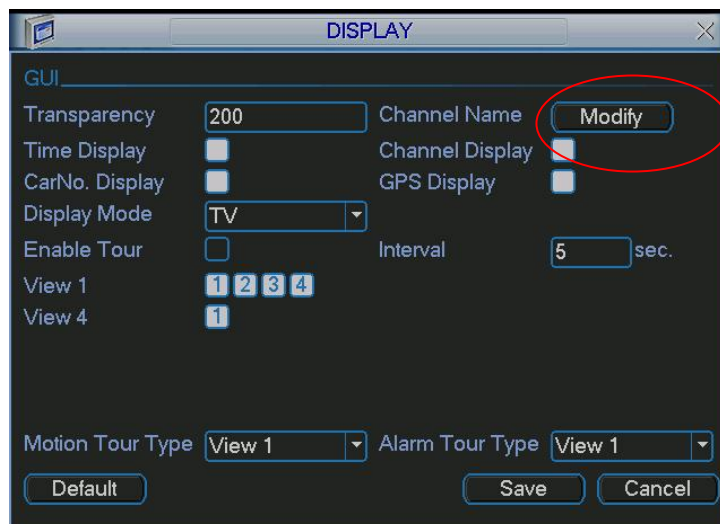 DISPLAY
GUI
Transparency 200 Channel Name Modify
Time Display Channel Display
CarNo. Display GPS Display
Display Mode TV
Enable Tour Interval 5 sec.
View 1 1 2 3 4
View 4 1
Motion Tour Type View 1 Alarm Tour Type View 1
Default Save Cancel